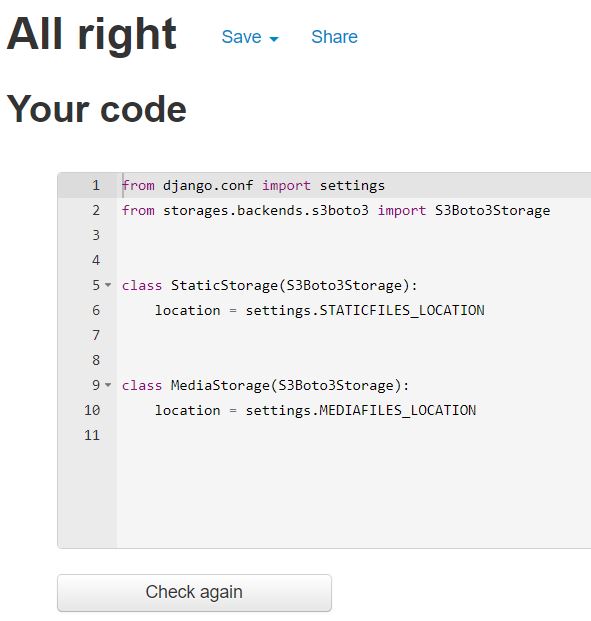 All right Save Share
Your code
1 from django.conf import settings
2 from storages.backends.s3boto3 import S3Boto3Storage
3
4
5 class StaticStorage(S3Boto3Storage):
6     location = settings.STATICFILES_LOCATION
7
8
9 class MediaStorage(S3Boto3Storage):
10     location = settings.MEDIAFILES_LOCATION
11
Check again